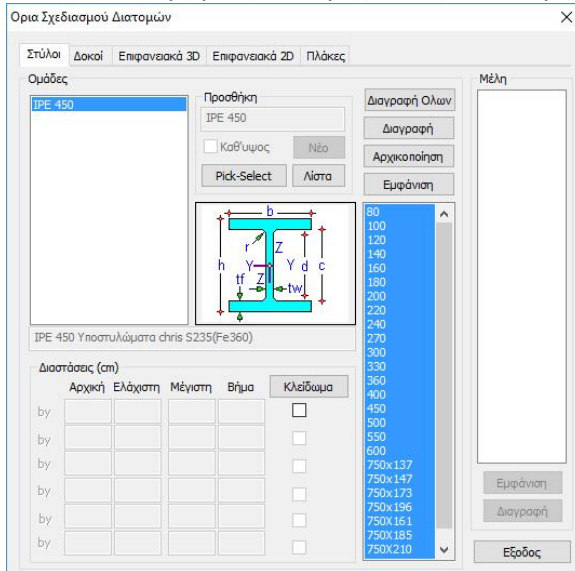 Ορια Σχεδιασμού Διατομών
Στύλοι Δοκοί Επιφανειακά 3D Επιφανειακά 2D Πλάκες
Ομάδες
IPE 450
Προσθήκη
IPE 450
Καθ'υψος Νέο
Pick-Select Λίστα
Διαγραφή Ολων
Διαγραφή
Αρχικοποίηση
Εμφάνιση
Μέλη
b
r Z
h Y Y d c
tf Z tw
80
100
120
140
160
180
200
220
240
270
300
330
360
400
450
500
550
600
750x137
750x147
750x173
750x196
750X161
750X185
750X210
IPE 450 Υποστυλώματα chris S235(Fe360)
Διαστάσεις (cm)
Αρχική Ελάχιστη Μέγιστη Βήμα Κλείδωμα
by
by
by
by
by
by
Εμφάνιση
Διαγραφή
Εξοδος